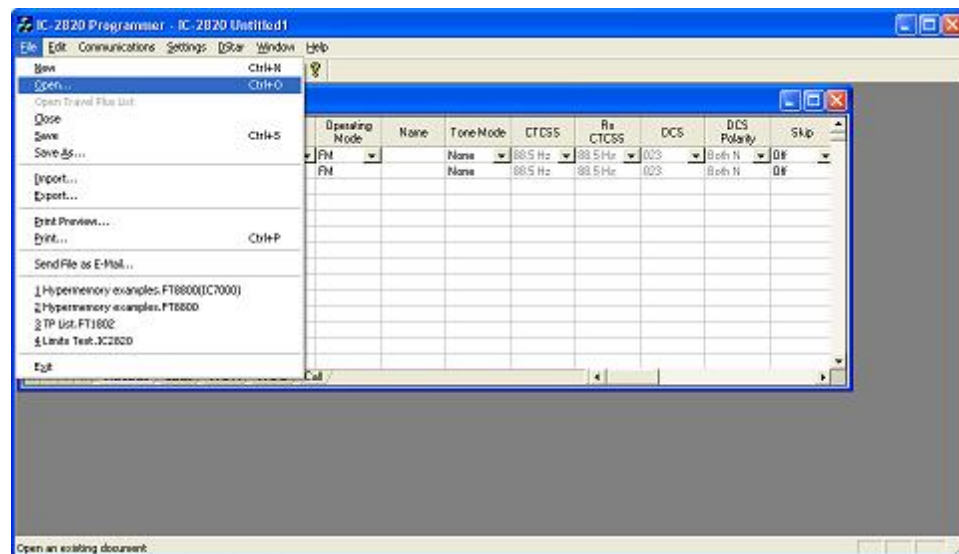 IC-2820 Programmer - IC-2820 Untitled1
File Edit Communications Settings DStar Window Help
New Ctrl+N
Open... Ctrl+O
Open Travel Plus List
Close
Save Ctrl+S
Save As...
Import...
Export...
Print Preview...
Print... Ctrl+P
Send File as E-Mail...
1 Hypermemory examples.FT8800(IC7000)
2 Hypermemory examples.FT8800
3 TP List.FT1802
4 Limits Test.IC2820
Exit
Operating Mode Name Tone Mode CTCSS Rx CTCSS DCS DCS Polarity Skip
FM None 88.5 Hz 88.5 Hz 023 Both N Off
FM None 88.5 Hz 88.5 Hz 023 Both N Off
Call
Open an existing document